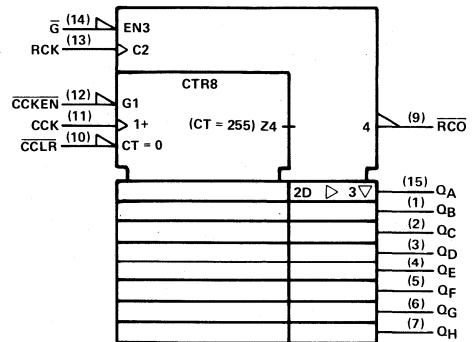 G̅ (14) EN3
RCK (13) C2
CTR8
C̅C̅K̅E̅N̅ (12) G1
CCK (11) 1+ (CT = 255) Z4 4 (9) R̅C̅O̅
C̅C̅L̅R̅ (10) CT = 0
2D 3 (15) QA
(1) QB
(2) QC
(3) QD
(4) QE
(5) QF
(6) QG
(7) QH